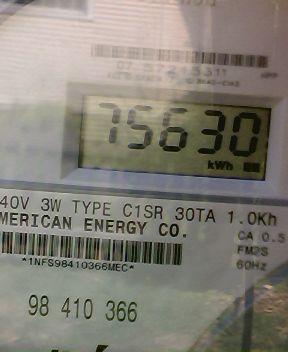 75630
kWh
40V 3W TYPE C1SR 30TA 1.0Kh
MERICAN ENERGY CO.
CA 0.5
FM2S
60Hz
*1NFS98410366MEC*
98 410 366